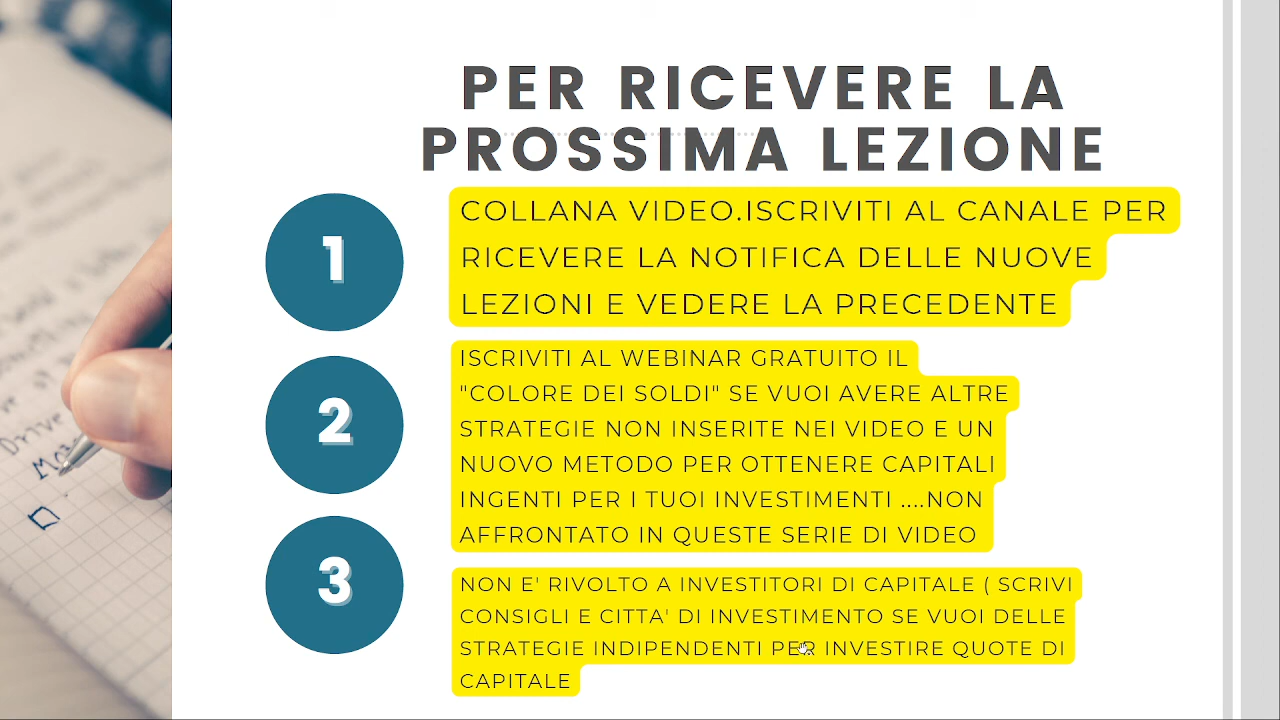 PER RICEVERE LA
PROSSIMA LEZIONE
1
COLLANA VIDEO.ISCRIVITI AL CANALE PER
RICEVERE LA NOTIFICA DELLE NUOVE
LEZIONI E VEDERE LA PRECEDENTE
2
ISCRIVITI AL WEBINAR GRATUITO IL
"COLORE DEI SOLDI" SE VUOI AVERE ALTRE
STRATEGIE NON INSERITE NEI VIDEO E UN
NUOVO METODO PER OTTENERE CAPITALI
INGENTI PER I TUOI INVESTIMENTI ....NON
AFFRONTATO IN QUESTE SERIE DI VIDEO
3
NON E' RIVOLTO A INVESTITORI DI CAPITALE ( SCRIVI
CONSIGLI E CITTA' DI INVESTIMENTO SE VUOI DELLE
STRATEGIE INDIPENDENTI PER INVESTIRE QUOTE DI
CAPITALE